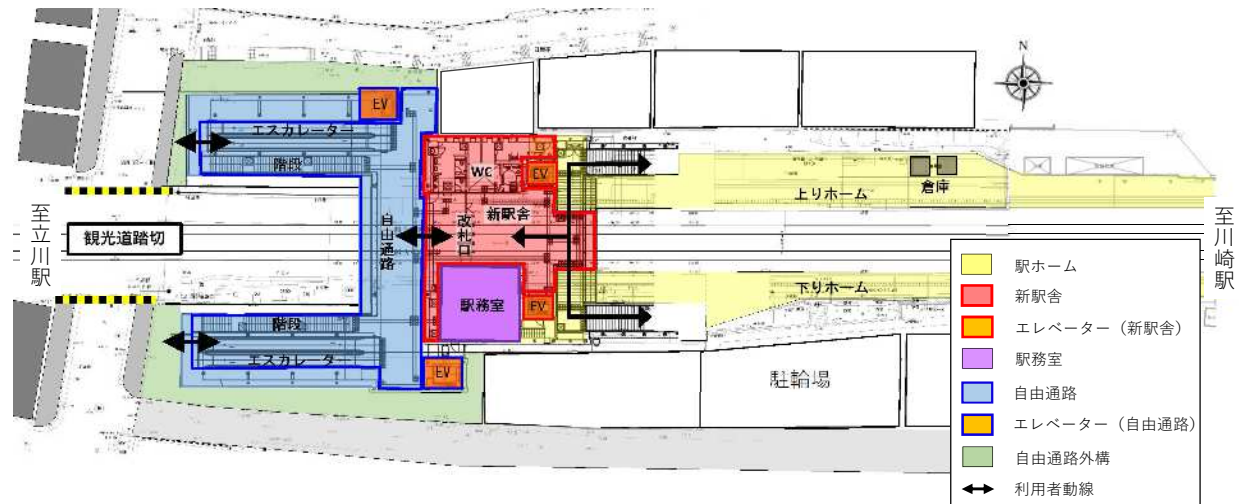 N
EV
エスカレーター
階段
WC
EV
倉庫
上りホーム
至立川駅
観光道踏切
自由通路
改札口
新駅舎
至川崎駅
駅務室
EV
下りホーム
階段
エスカレーター
EV
駐輪場
駅ホーム
新駅舎
エレベーター（新駅舎）
駅務室
自由通路
エレベーター（自由通路）
自由通路外構
利用者動線